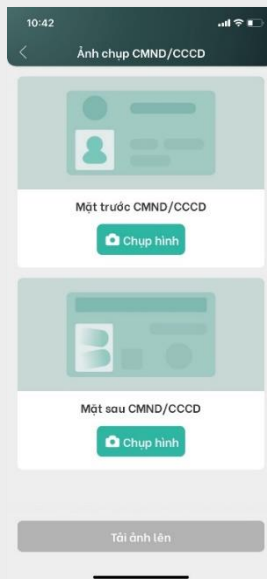 10:42
Ảnh chụp CMND/CCCD
Mặt trước CMND/CCCD
Chụp hình
Mặt sau CMND/CCCD
Chụp hình
Tải ảnh lên